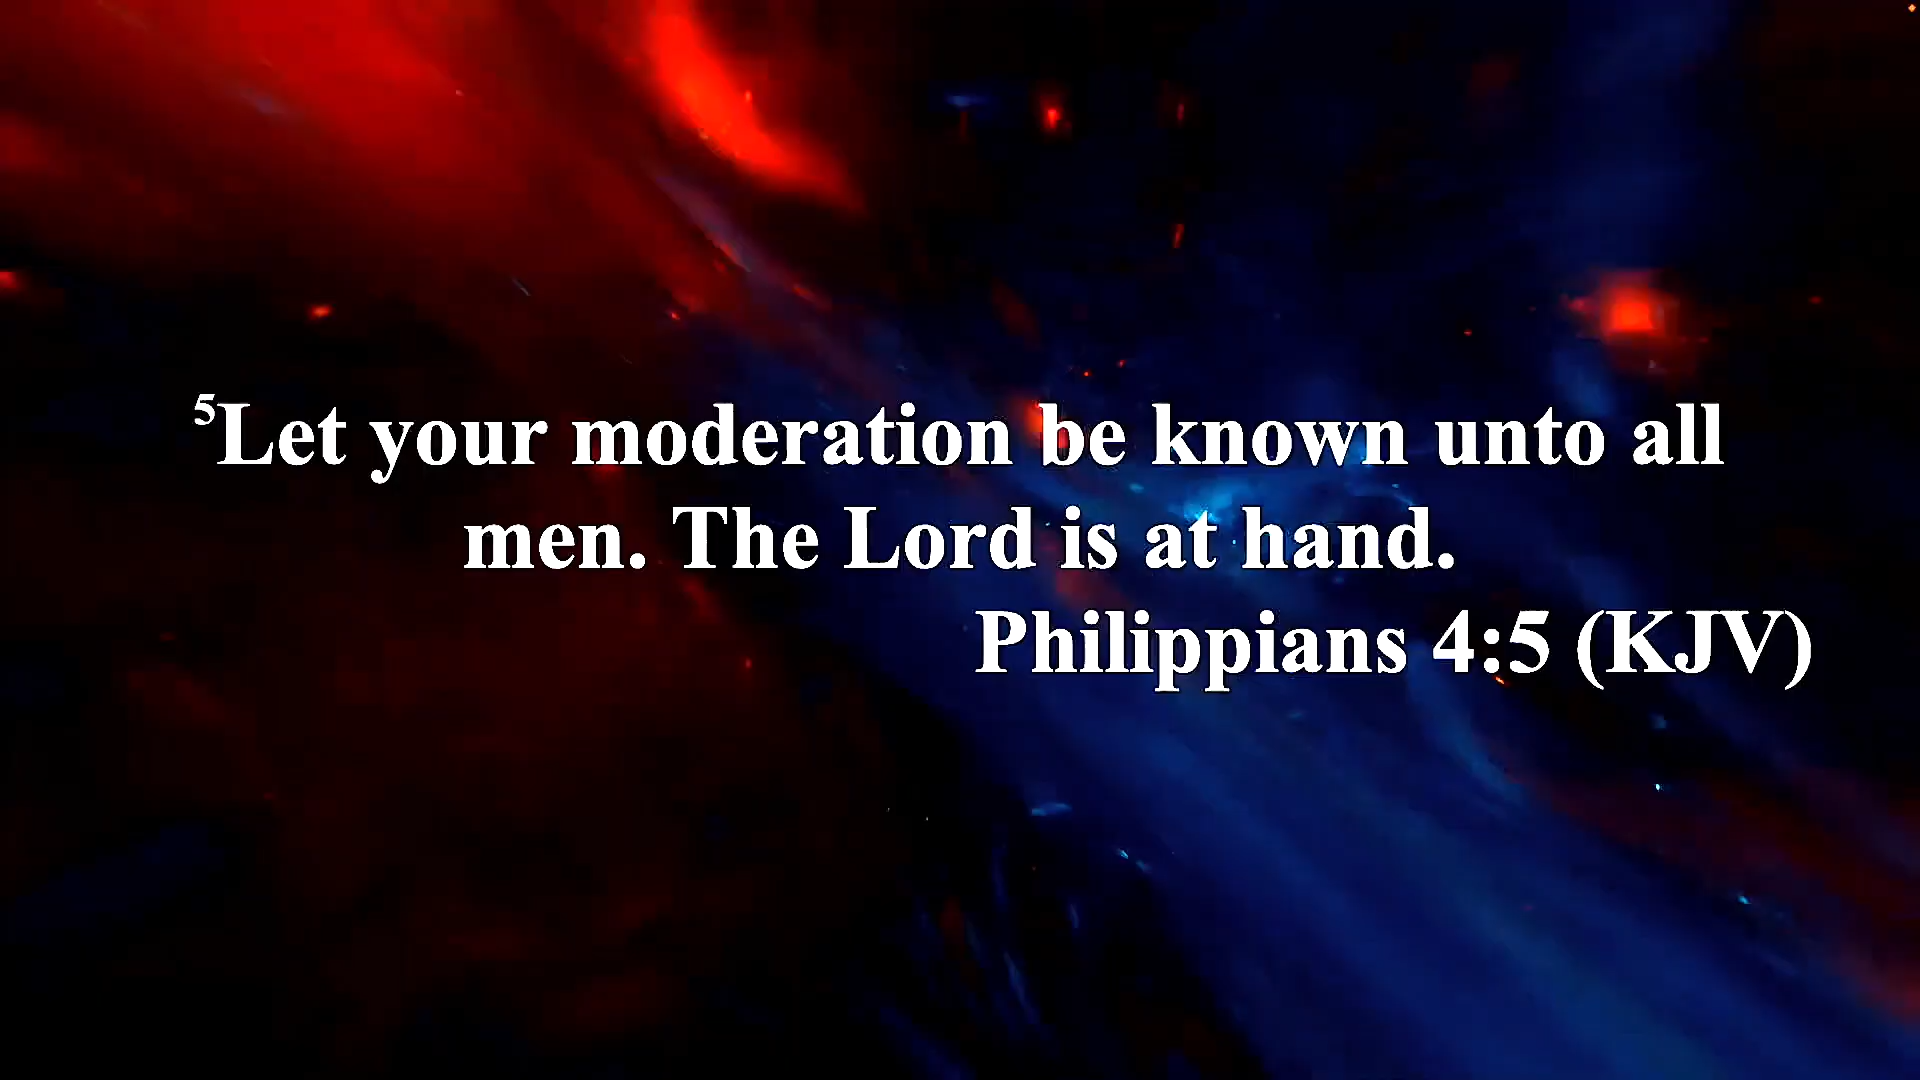 ⁵Let your moderation be known unto all
men. The Lord is at hand.
Philippians 4:5 (KJV)